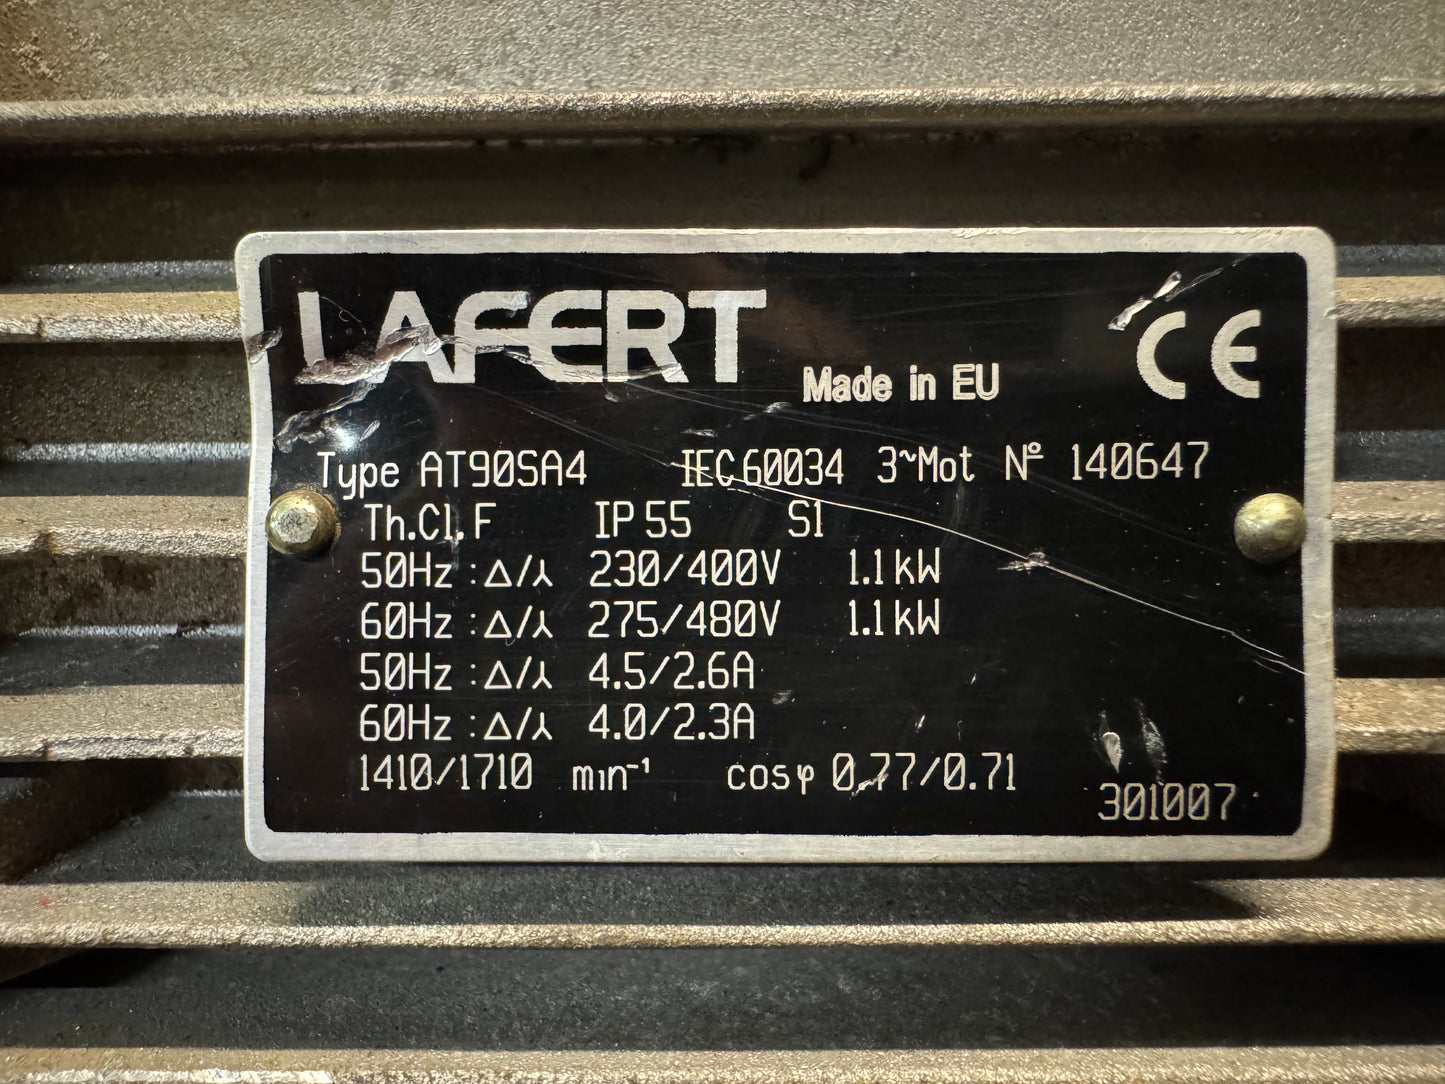 LAFERT
Made in EU
CE
Type AT90SA4 IEC 60034 3~Mot Nº 140647
Th.Cl. F IP 55 S1
50Hz : Δ/⅄ 230/400V 1.1 kW
60Hz : Δ/⅄ 275/480V 1.1 kW
50Hz : Δ/⅄ 4.5/2.6A
60Hz : Δ/⅄ 4.0/2.3A
1410/1710 min⁻¹ cosφ 0.77/0.71
301007